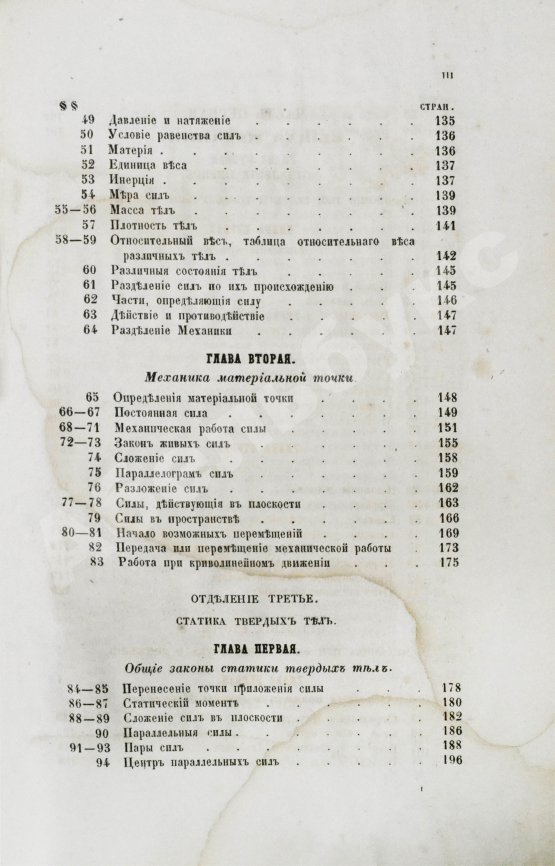 III
§ § СТРАН.
49 Давленіе и натяженіе . . . . . . 135
50 Условіе равенства силъ . . . . . . 136
51 Матерія . . . . . . . . . 136
52 Единица вѣса . . . . . . . 137
53 Инерція . . . . . . . . . 137
54 Мѣра силъ . . . . . . . . 139
55—56 Масса тѣлъ . . . . . . . . 139
57 Плотность тѣлъ . . . . . . . 141
58—59 Относительный вѣсъ, таблица относительнаго вѣса
различныхъ тѣлъ . . . . . . . 142
60 Различныя состоянія тѣлъ . . . . . 145
61 Раздѣленіе силъ по ихъ происхожденію . . . 145
62 Части, опредѣляющія силу . . . . . 146
63 Дѣйствіе и противодѣйствіе . . . . . 147
64 Раздѣленіе Механики . . . . . . 147
ГЛАВА ВТОРАЯ.
Механика матеріальной точки.
65 Опредѣленія матеріальной точки . . . . 148
66—67 Постоянная сила . . . . . . . 149
68—71 Механическая работа силы . . . . . 151
72—73 Законъ живыхъ силъ . . . . . . 155
74 Сложеніе силъ . . . . . . . 158
75 Параллелограмъ силъ . . . . . . 159
76 Разложеніе силъ . . . . . . . 162
77—78 Силы, дѣйствующія въ плоскости . . . . 163
79 Силы въ пространствѣ . . . . . . 166
80—81 Начало возможныхъ перемѣщеній . . . . 169
82 Передача или перемѣщеніе механической работы . 173
83 Работа при криволинейномъ движеніи . . . 175
ОТДѢЛЕНІЕ ТРЕТЬЕ.
СТАТИКА ТВЕРДЫХЪ ТѢЛЪ.
ГЛАВА ПЕРВАЯ.
Общіе законы статики твердыхъ тѣлъ.
84—85 Перенесеніе точки приложенія силы . . . 178
86—87 Статическій моментъ . . . . . . 180
88—89 Сложеніе силъ въ плоскости . . . . 182
90 Параллельныя силы . . . . . . . 186
91—93 Пары силъ . . . . . . . . 188
94 Центръ параллельныхъ силъ . . . . . 196